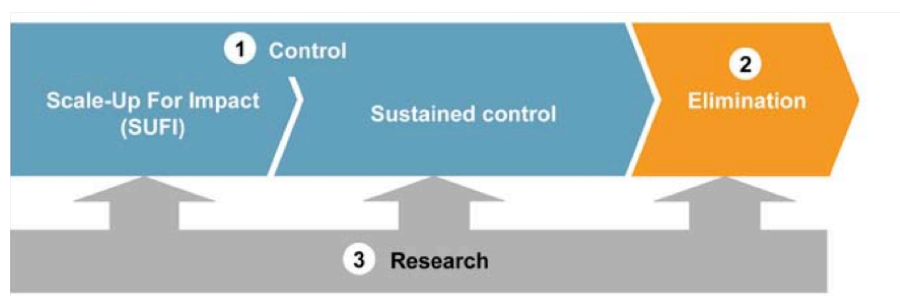 1 Control
Scale-Up For Impact
(SUFI)
Sustained control
2
Elimination
3 Research